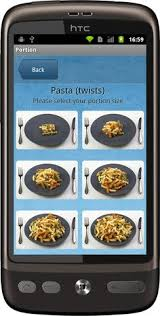 hTC
16:59
Portion
Back
Pasta (twists)
Please select your portion size